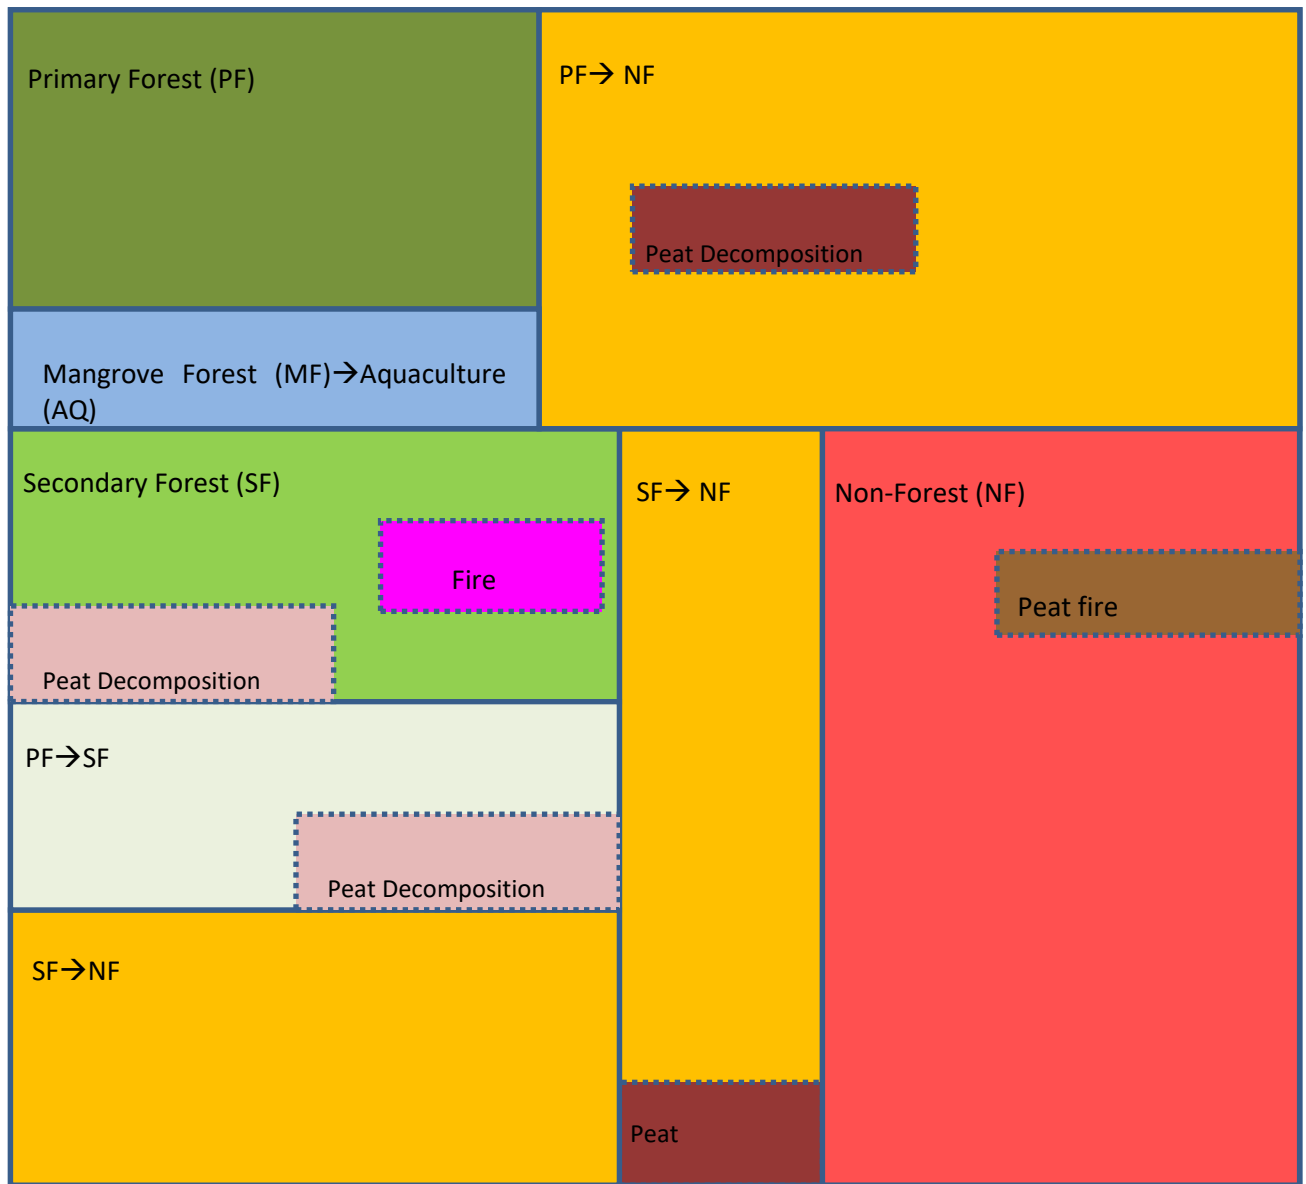 Primary Forest (PF)
PF→ NF
Peat Decomposition
Mangrove Forest (MF)→Aquaculture
(AQ)
Secondary Forest (SF)
SF→ NF
Non-Forest (NF)
Fire
Peat fire
Peat Decomposition
PF→SF
Peat Decomposition
SF→NF
Peat